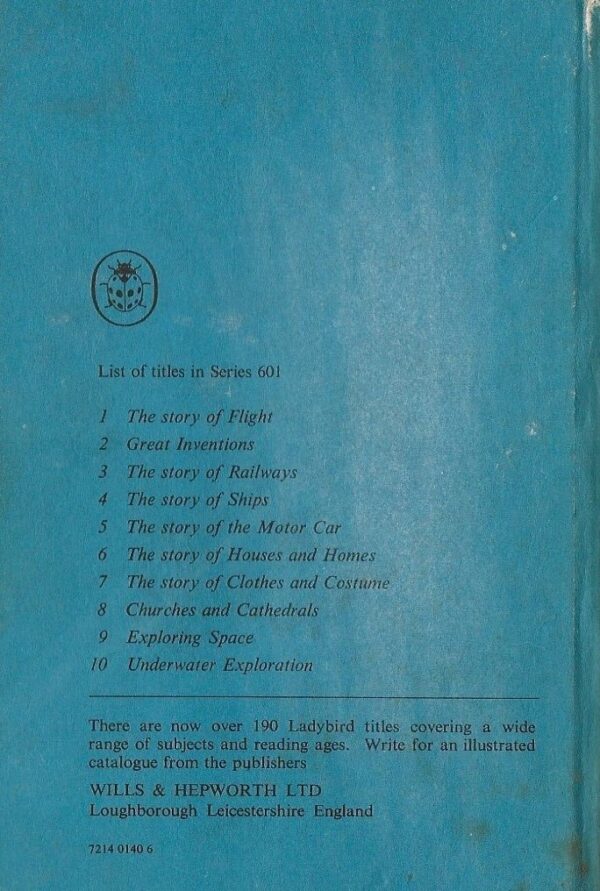 List of titles in Series 601
1 The story of Flight
2 Great Inventions
3 The story of Railways
4 The story of Ships
5 The story of the Motor Car
6 The story of Houses and Homes
7 The story of Clothes and Costume
8 Churches and Cathedrals
9 Exploring Space
10 Underwater Exploration
There are now over 190 Ladybird titles covering a wide
range of subjects and reading ages. Write for an illustrated
catalogue from the publishers
WILLS & HEPWORTH LTD
Loughborough Leicestershire England
7214 0140 6